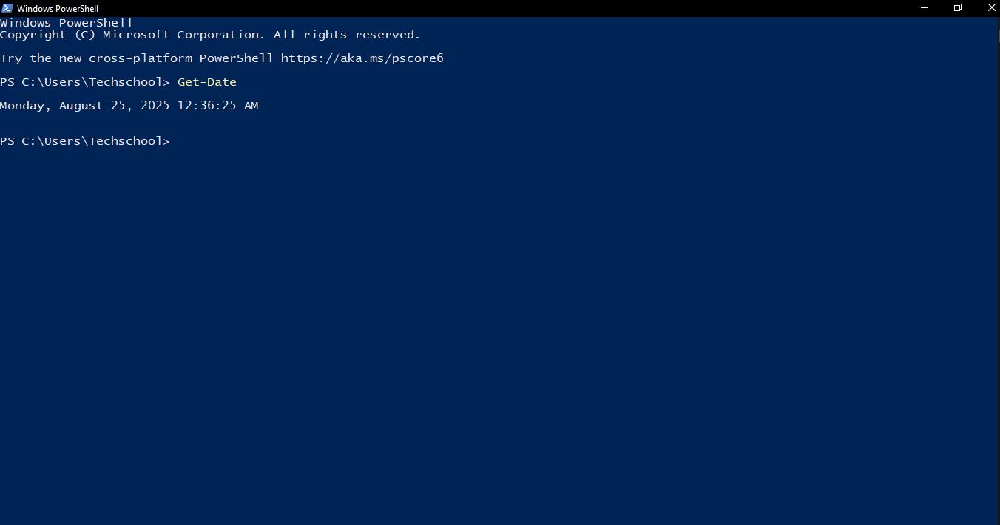 Windows PowerShell
Windows PowerShell
Copyright (C) Microsoft Corporation. All rights reserved.
Try the new cross-platform PowerShell https://aka.ms/pscore6
PS C:\Users\Techschool> Get-Date
Monday, August 25, 2025 12:36:25 AM
PS C:\Users\Techschool>